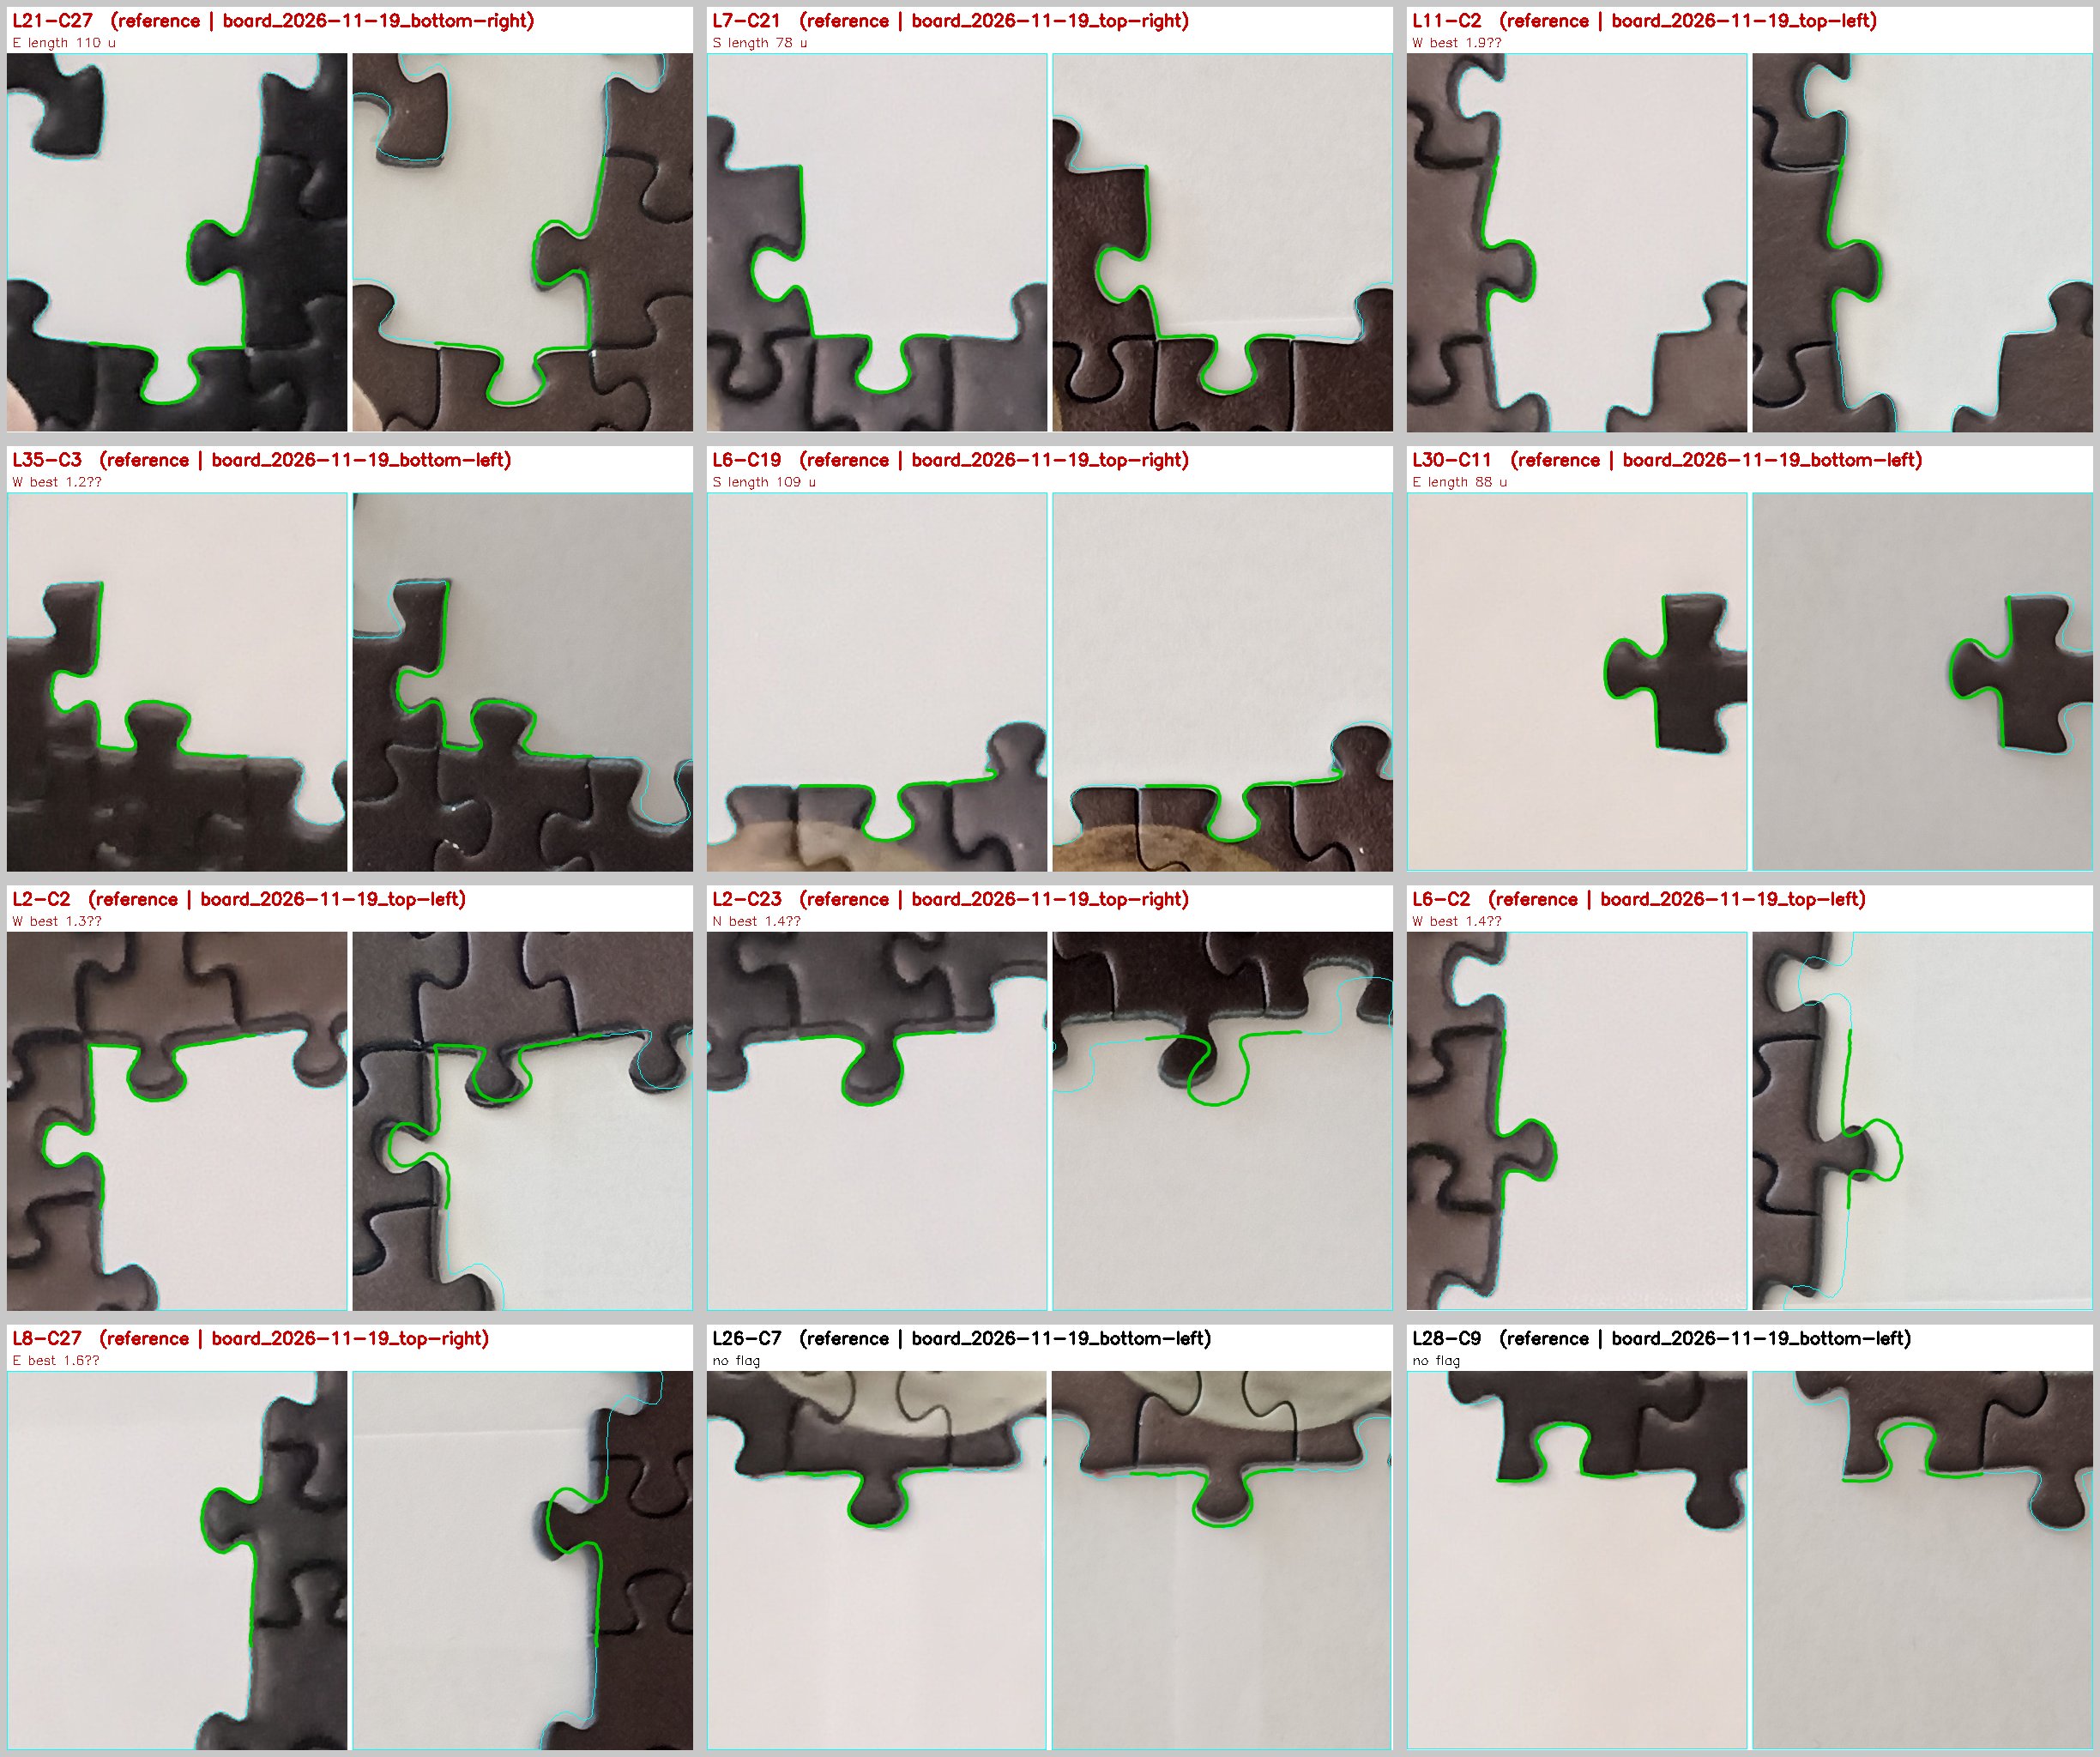 L21-C27 (reference | board_2026-11-19_bottom-right)
E length 110 u
L7-C21 (reference | board_2026-11-19_top-right)
S length 78 u
L11-C2 (reference | board_2026-11-19_top-left)
W best 1.9??
L35-C3 (reference | board_2026-11-19_bottom-left)
W best 1.2??
L6-C19 (reference | board_2026-11-19_top-right)
S length 109 u
L30-C11 (reference | board_2026-11-19_bottom-left)
E length 88 u
L2-C2 (reference | board_2026-11-19_top-left)
W best 1.3??
L2-C23 (reference | board_2026-11-19_top-right)
N best 1.4??
L6-C2 (reference | board_2026-11-19_top-left)
W best 1.4??
L8-C27 (reference | board_2026-11-19_top-right)
E best 1.6??
L26-C7 (reference | board_2026-11-19_bottom-left)
no flag
L28-C9 (reference | board_2026-11-19_bottom-left)
no flag